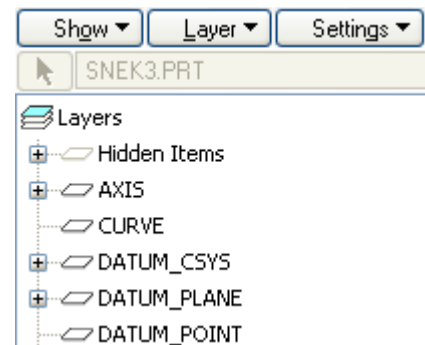 Show Layer Settings
SNEK3.PRT
Layers
Hidden Items
AXIS
CURVE
DATUM_CSYS
DATUM_PLANE
DATUM_POINT